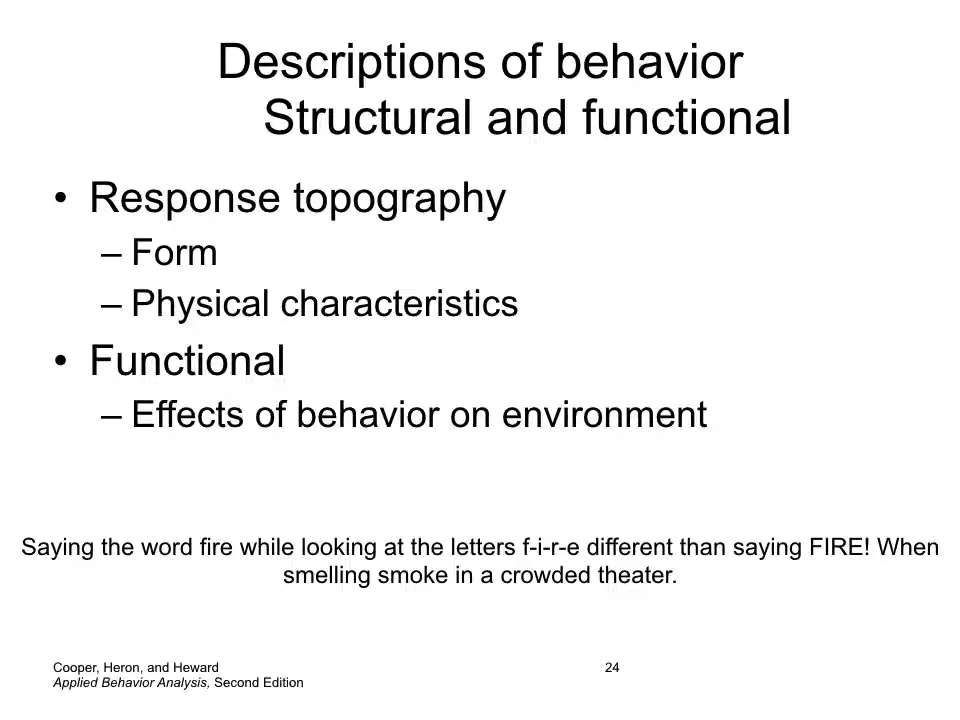 Descriptions of behavior
Structural and functional
• Response topography
– Form
– Physical characteristics
• Functional
– Effects of behavior on environment
Saying the word fire while looking at the letters f-i-r-e different than saying FIRE! When
smelling smoke in a crowded theater.
Cooper, Heron, and Heward
Applied Behavior Analysis, Second Edition
24